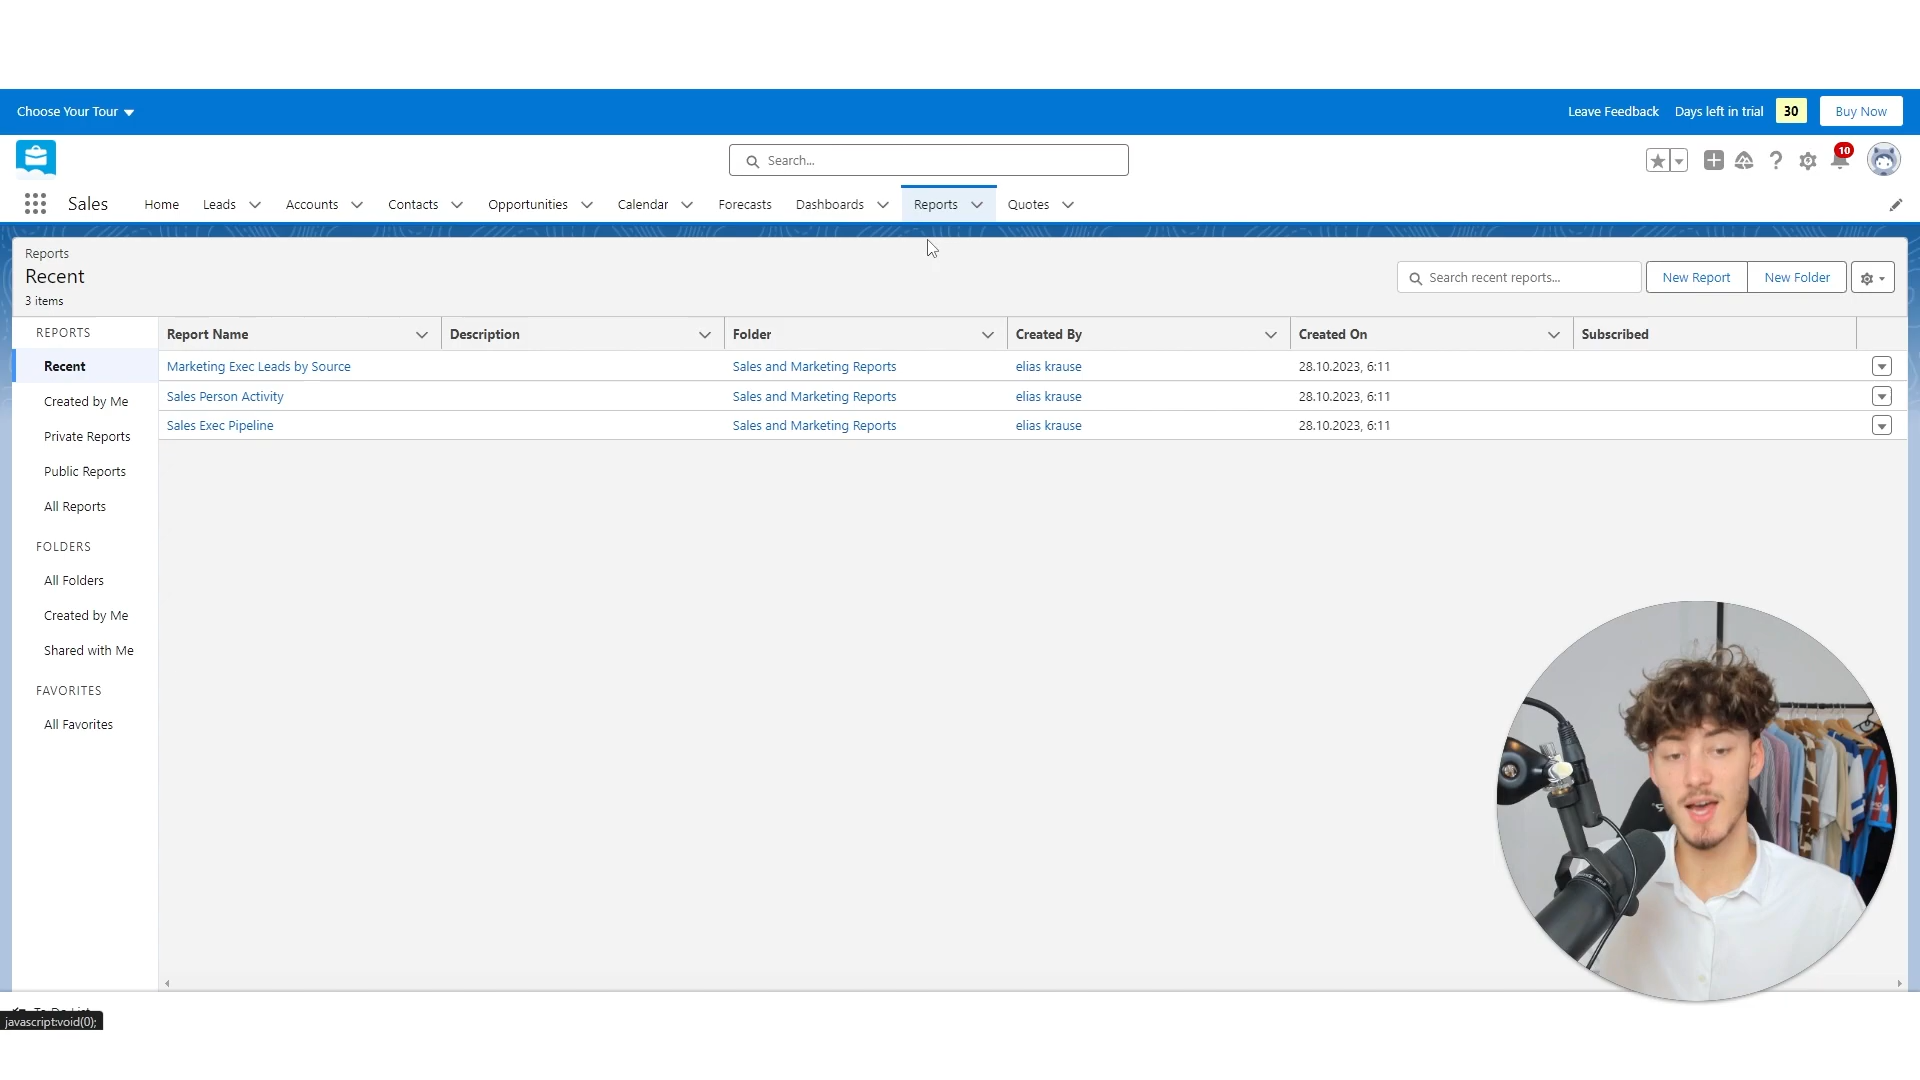 Choose Your Tour
Leave Feedback Days left in trial 30 Buy Now
Search...
10
Sales Home Leads Accounts Contacts Opportunities Calendar Forecasts Dashboards Reports Quotes
Reports
Recent
3 items
Search recent reports... New Report New Folder
REPORTS
Recent
Created by Me
Private Reports
Public Reports
All Reports
FOLDERS
All Folders
Created by Me
Shared with Me
FAVORITES
All Favorites
Report Name Description Folder Created By Created On Subscribed
Marketing Exec Leads by Source Sales and Marketing Reports elias krause 28.10.2023, 6:11
Sales Person Activity Sales and Marketing Reports elias krause 28.10.2023, 6:11
Sales Exec Pipeline Sales and Marketing Reports elias krause 28.10.2023, 6:11
To Do List
javascript:void(0);